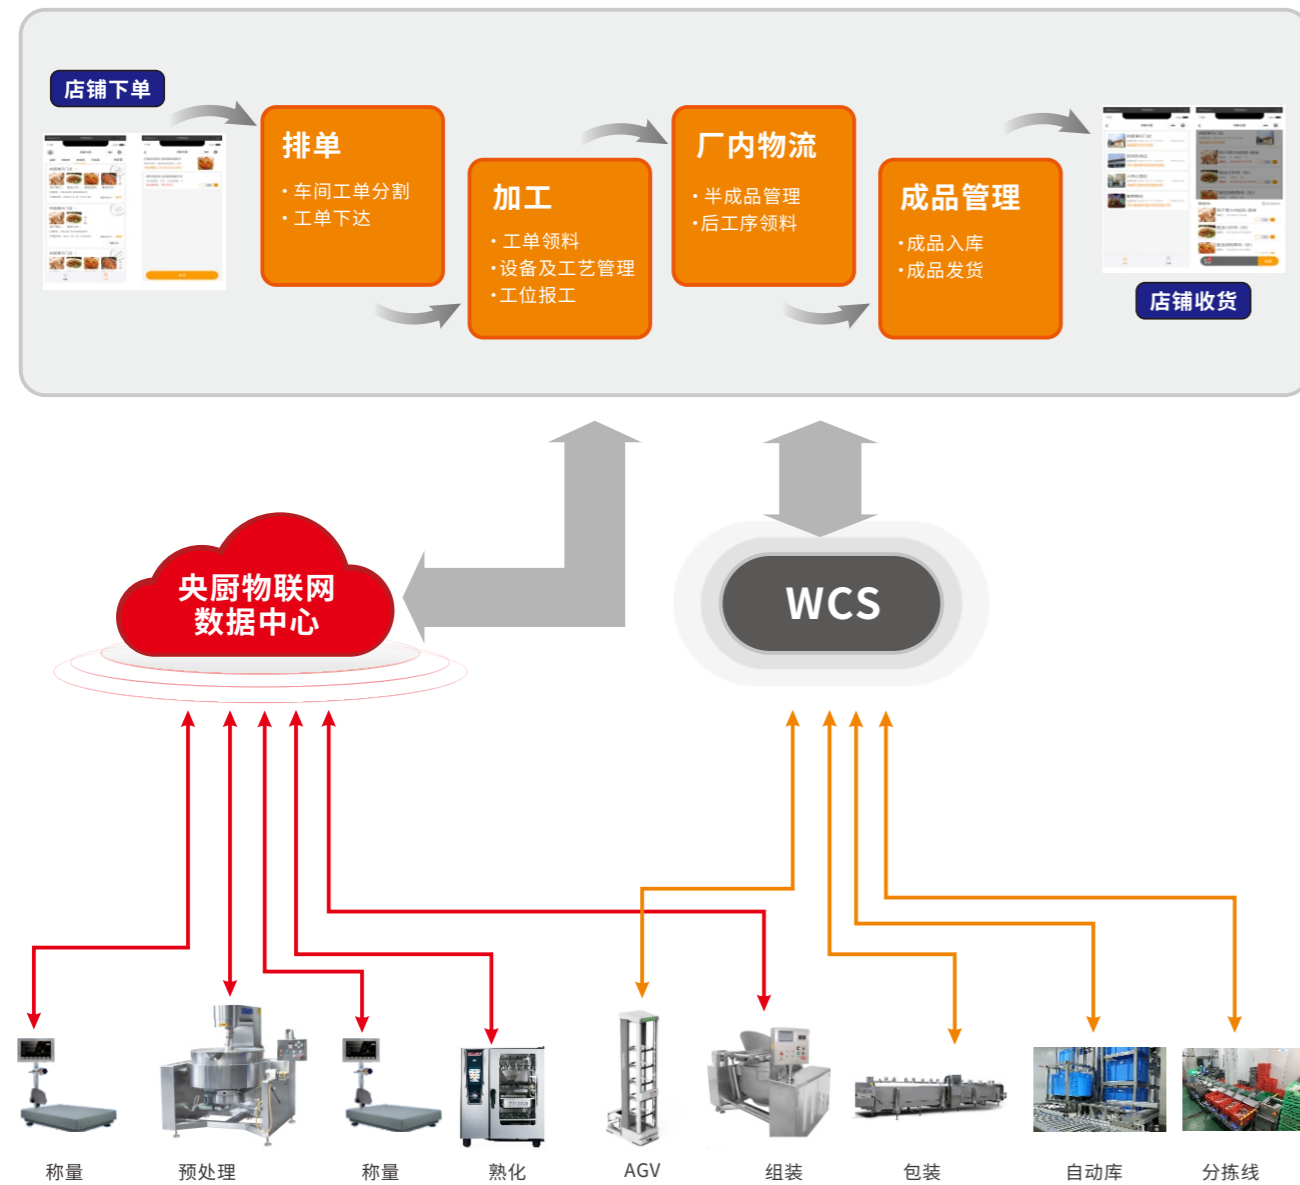 店铺下单
排单
·车间工单分割
·工单下达
加工
·工单领料
·设备及工艺管理
·工位报工
厂内物流
·半成品管理
·后工序领料
成品管理
·成品入库
·成品发货
店铺收货
央厨物联网
数据中心
WCS
称量
预处理
称量
熟化
AGV
组装
包装
自动库
分拣线